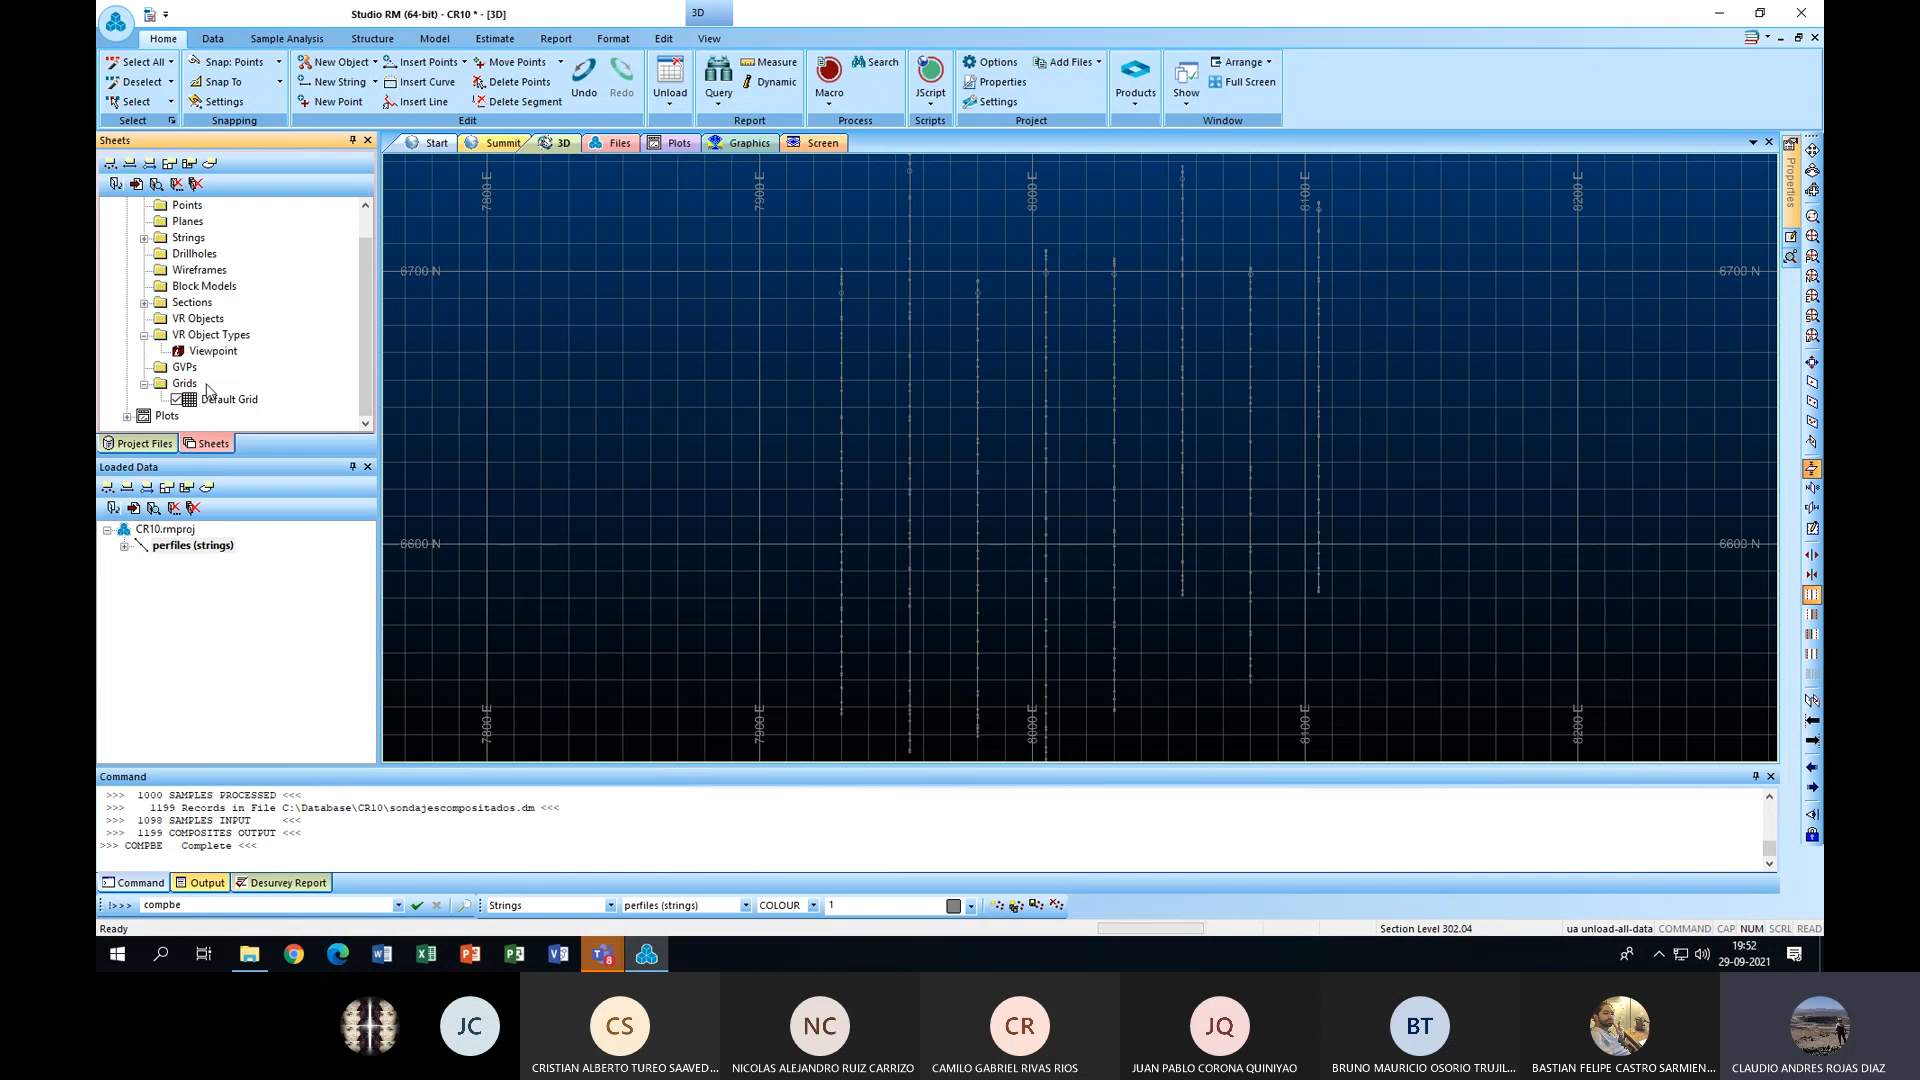 Studio RM (64-bit) - CR10 * - [3D]
3D
Home Data Sample Analysis Structure Model Estimate Report Format Edit View
Select All Snap: Points New Object Insert Points Move Points Measure Search Options Add Files Arrange
Deselect Snap To New String Insert Curve Delete Points Dynamic Properties Full Screen
Select Settings New Point Insert Line Delete Segment Settings
Undo Redo Unload Query Macro JScript Products Show
Select Snapping Edit Report Process Scripts Project Window
Sheets
Start Summit 3D Files Plots Graphics Screen
Properties
Points
Planes
Strings
Drillholes
Wireframes
Block Models
Sections
VR Objects
VR Object Types
Viewpoint
GVPs
Grids
Default Grid
Plots
Project Files Sheets
Loaded Data
CR10.rmproj
perfiles (strings)
7800 E 7900 E 8000 E 8100 E 8200 E
6700 N 6700 N
6600 N 6600 N
7800 E 7900 E 8000 E 8100 E 8200 E
Command
>>> 1000 SAMPLES PROCESSED <<<
>>> 1199 Records in File C:\Database\CR10\sondajescompositados.dm <<<
>>> 1098 SAMPLES INPUT <<<
>>> 1199 COMPOSITES OUTPUT <<<
>>> COMPBE Complete <<<
Command Output Desurvey Report
!>>> compbe Strings perfiles (strings) COLOUR 1
Ready Section Level 302.04 ua unload-all-data COMMAND CAP NUM SCRL READ
19:52
29-09-2021
JC CS NC CR JQ BT
CRISTIAN ALBERTO TUREO SAAVED... NICOLAS ALEJANDRO RUIZ CARRIZO CAMILO GABRIEL RIVAS RIOS JUAN PABLO CORONA QUINIYAO BRUNO MAURICIO OSORIO TRUJIL... BASTIAN FELIPE CASTRO SARMIEN... CLAUDIO ANDRES ROJAS DIAZ